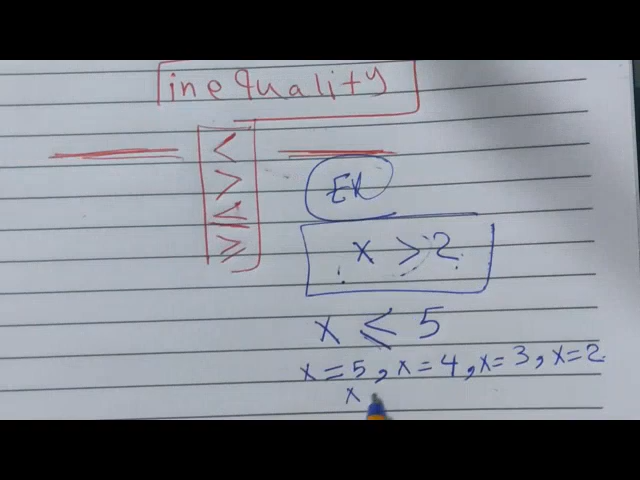 inequality
<
>
≤
≥
EX
x > 2
x ≤ 5
x = 5, x = 4, x = 3, x = 2
x